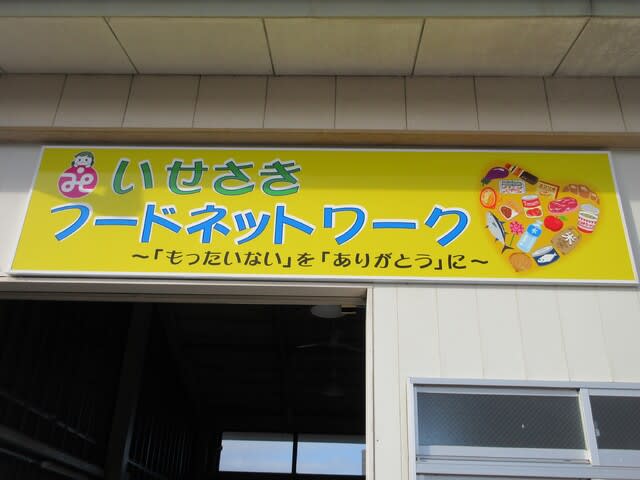 いせさき
フードネットワーク
～「もったいない」を「ありがとう」に～
米